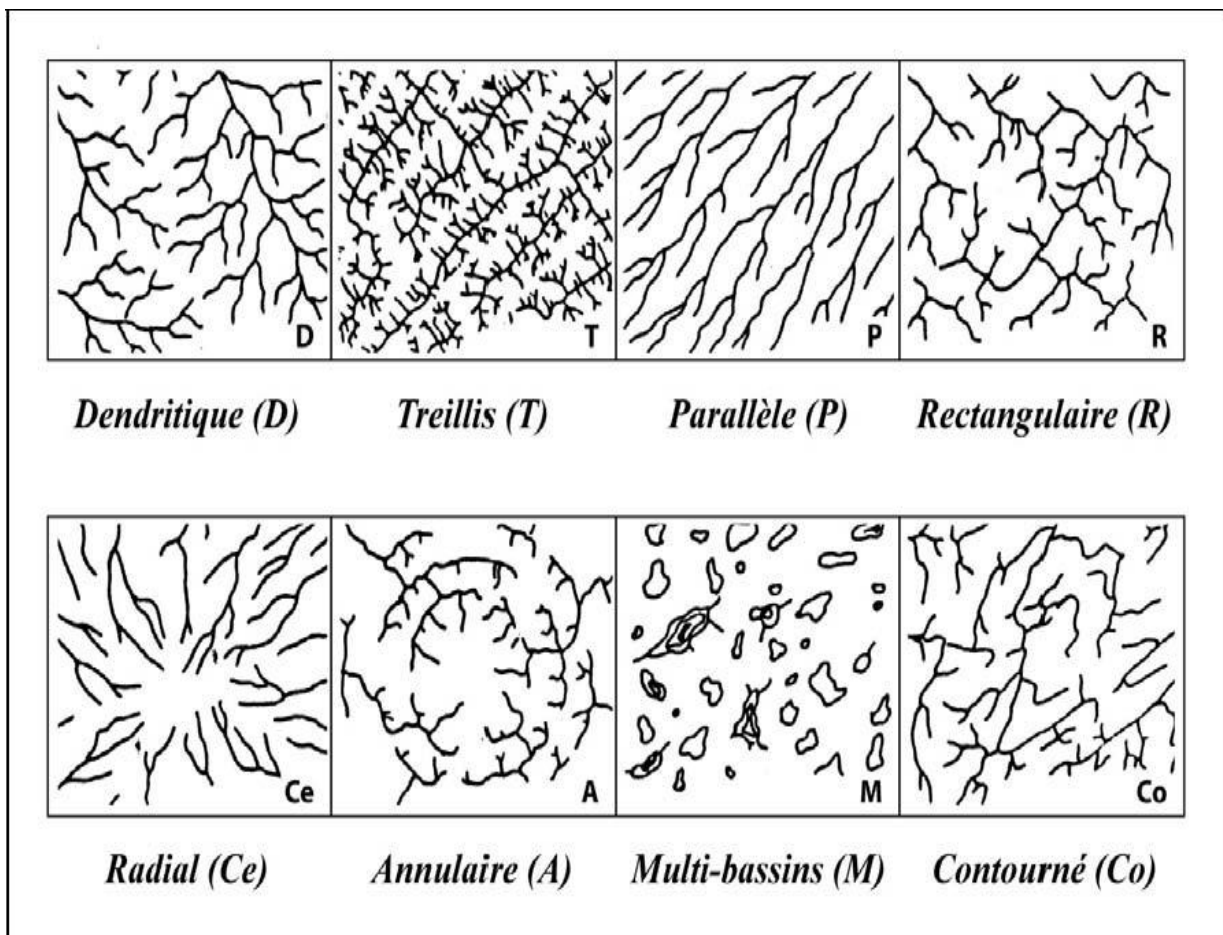 D T P R
Dendritique (D) Treillis (T) Parallèle (P) Rectangulaire (R)
Ce A M Co
Radial (Ce) Annulaire (A) Multi-bassins (M) Contourné (Co)